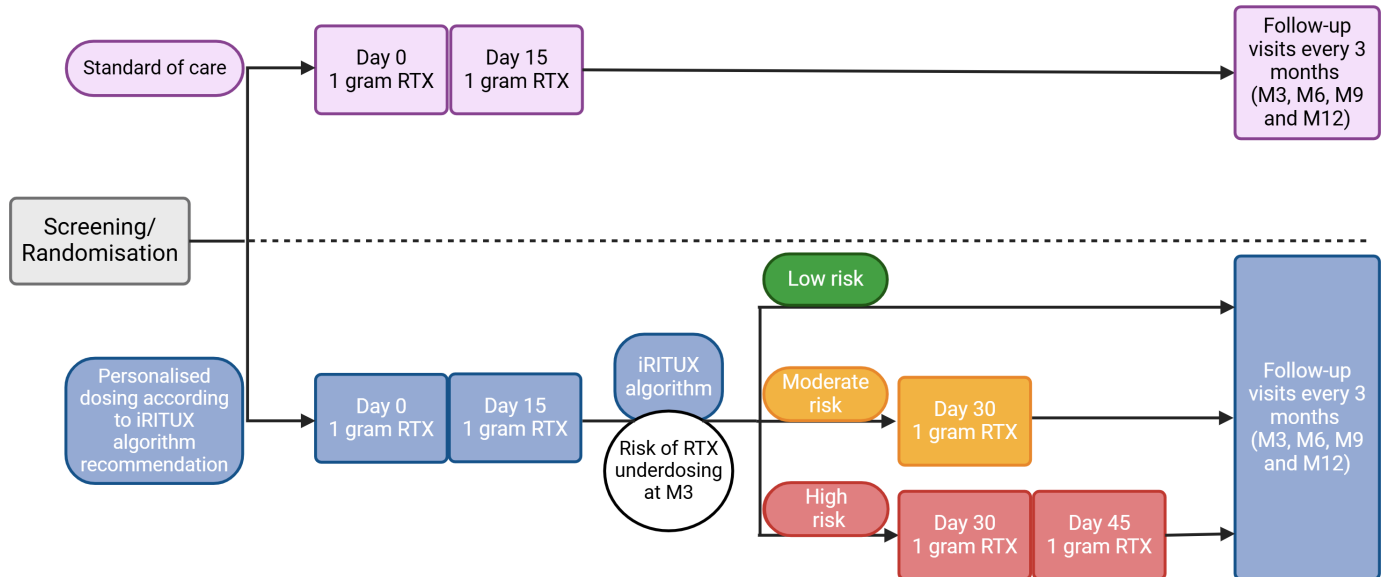 Standard of care
Day 0
1 gram RTX
Day 15
1 gram RTX
Follow-up
visits every 3
months
(M3, M6, M9
and M12)
Screening/
Randomisation
Personalised
dosing according
to iRITUX
algorithm
recommendation
Day 0
1 gram RTX
Day 15
1 gram RTX
iRITUX
algorithm
Risk of RTX
underdosing
at M3
Low risk
Moderate
risk
Day 30
1 gram RTX
High
risk
Day 30
1 gram RTX
Day 45
1 gram RTX
Follow-up
visits every 3
months
(M3, M6, M9
and M12)